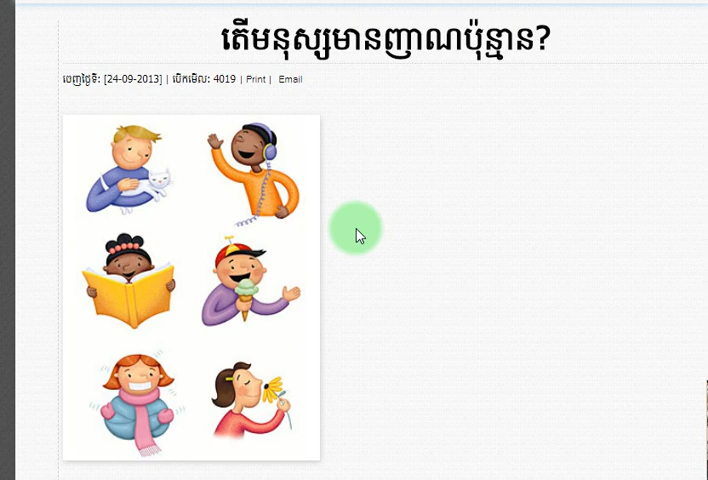 តើមនុស្សមានញាណប៉ុន្មាន?
ចេញថ្ងៃទិ: [24-09-2013] | បើកមើល: 4019 | Print | Email